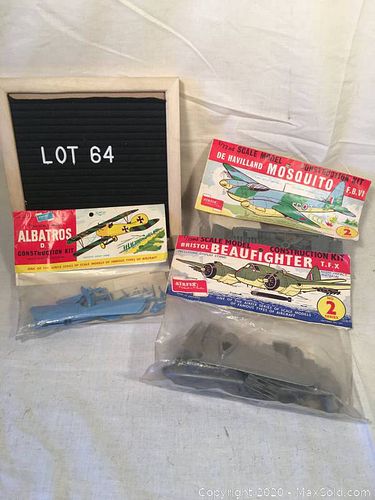 LOT 64
ALBATROS
D.V
CONSTRUCTION KIT
ONE OF THE AIRFIX SERIES OF SCALE MODELS OF FAMOUS TYPES OF AIRCRAFT
SCALE MODEL CONSTRUCTION KIT
DE HAVILLAND MOSQUITO F.B.VI
2
SCALE MODEL CONSTRUCTION KIT
BRISTOL BEAUFIGHTER T.F.X
AIRFIX
ONE OF THE AIRFIX SERIES OF SCALE MODELS
OF FAMOUS TYPES OF AIRCRAFT
2
SERIES
Copyright 2020 - MaxSold.com